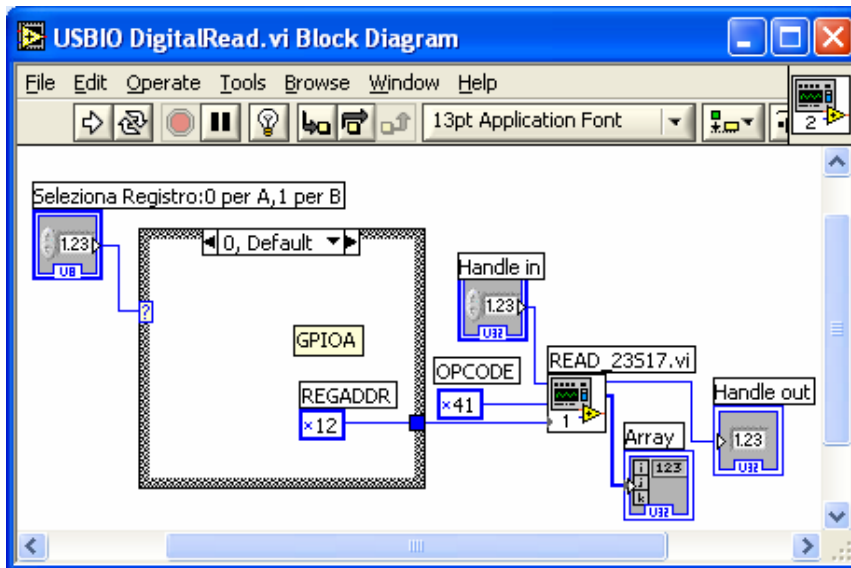 USBIO DigitalRead.vi Block Diagram
File Edit Operate Tools Browse Window Help
13pt Application Font
2
Seleziona Registro:0 per A,1 per B
1.23
U8
0, Default
?
GPIOA
REGADDR
×12
Handle in
1.23
U32
OPCODE
×41
READ_23S17.vi
1
Handle out
1.23
U32
Array
i 123
j
k
U32